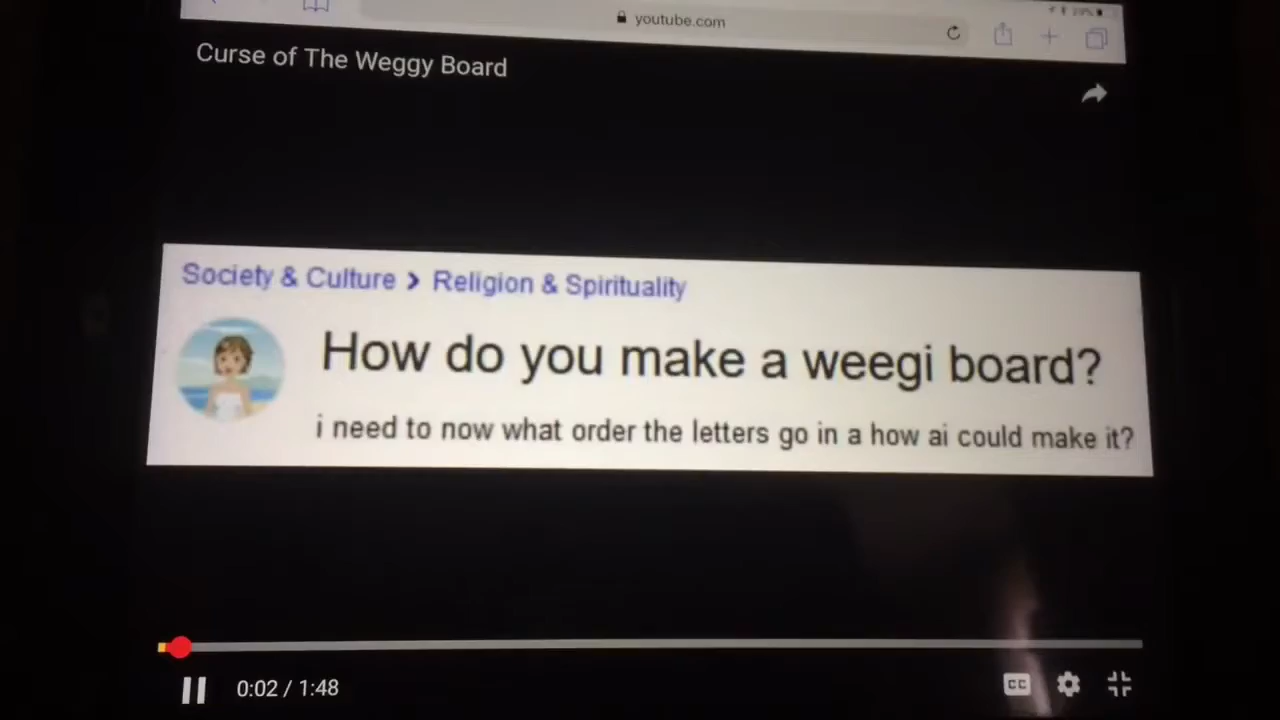 youtube.com
Curse of The Weggy Board
Society & Culture > Religion & Spirituality
How do you make a weegi board?
i need to now what order the letters go in a how ai could make it?
0:02 / 1:48
CC